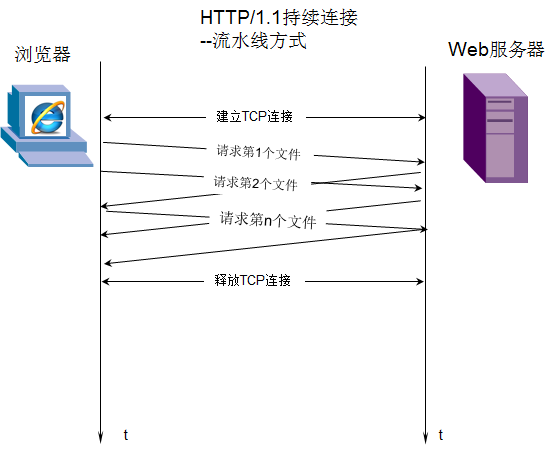 HTTP/1.1持续连接
--流水线方式
浏览器
Web服务器
建立TCP连接
请求第1个文件
请求第2个文件
请求第n个文件
释放TCP连接
t
t